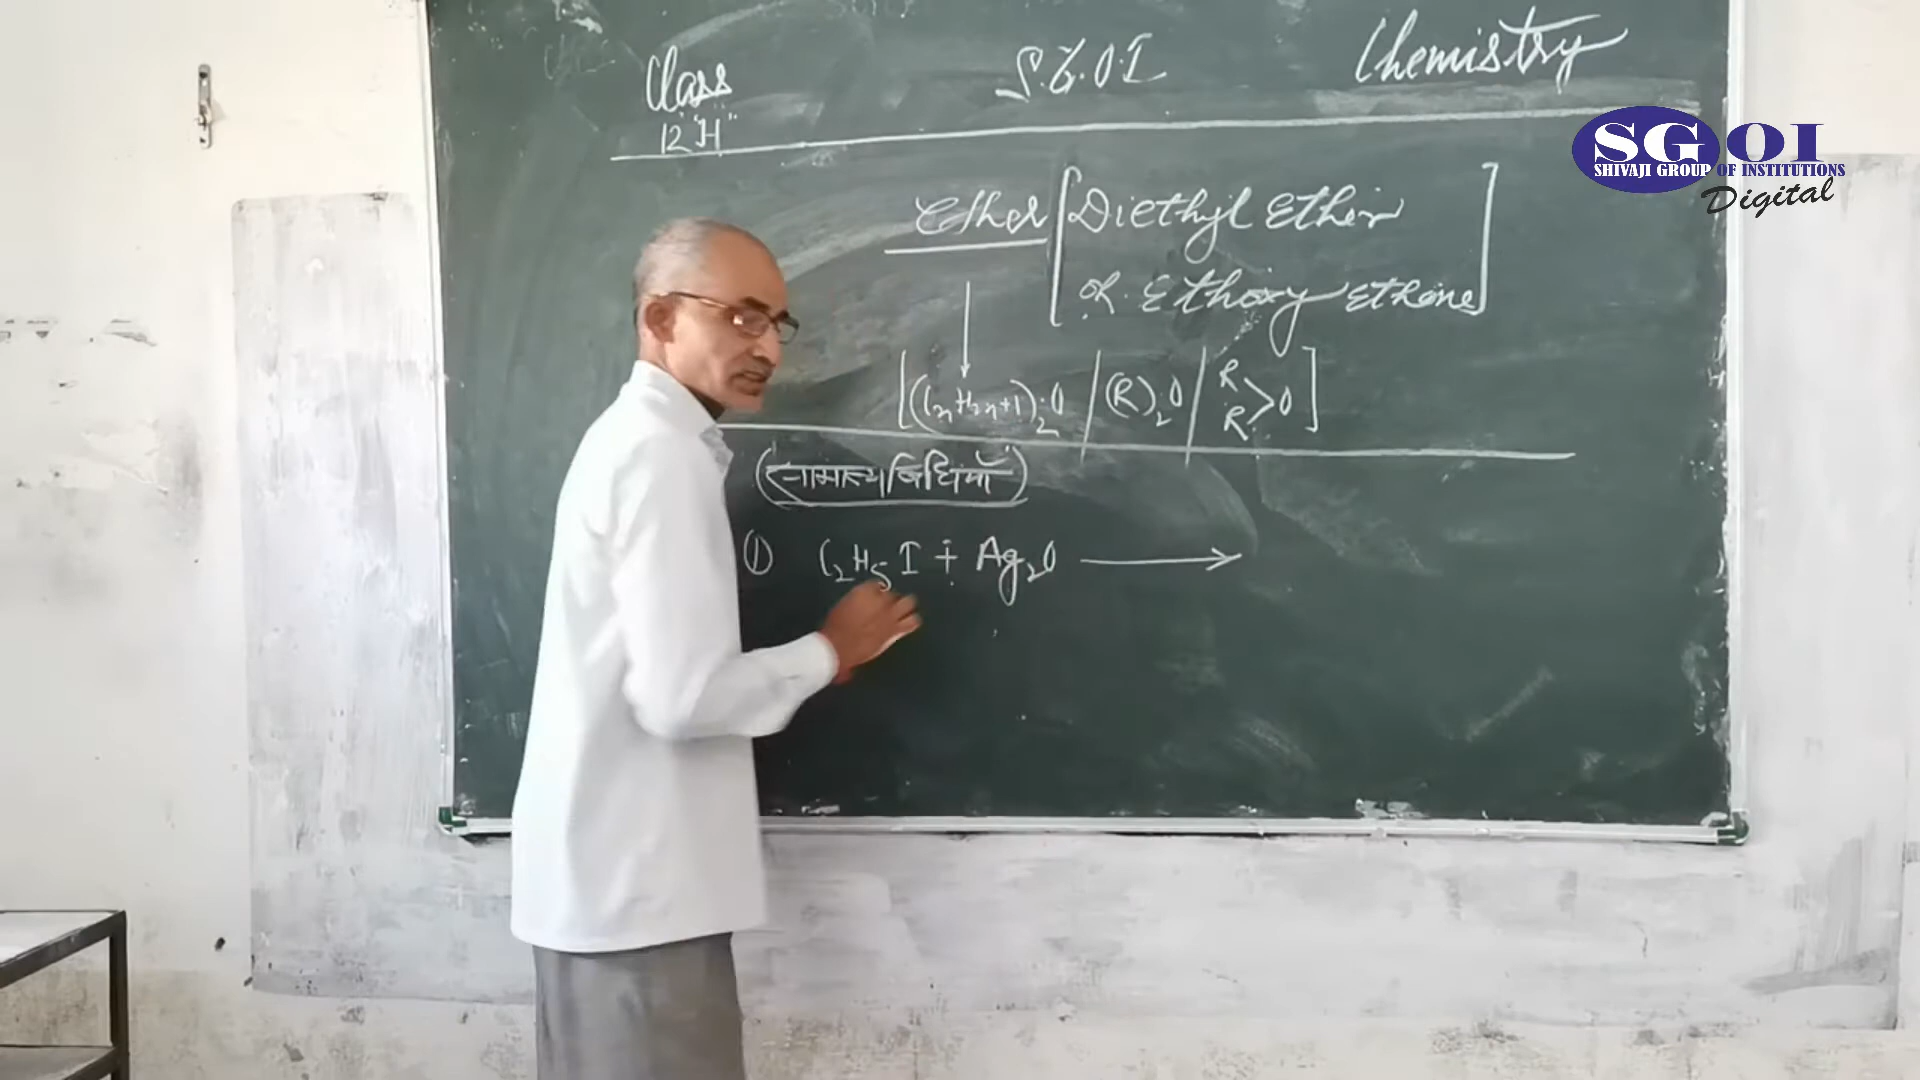 Class S.G.O.I Chemistry
12 "H"
SGOI
SHIVAJI GROUP OF INSTITUTIONS
Digital
Ether [Diethyl Ether
or Ethoxy Ethane]
[(CnH2n+1)2O | (R)2O | R R > O]
(सामान्य विधियाँ)
① C2H5I + Ag2O ⟶